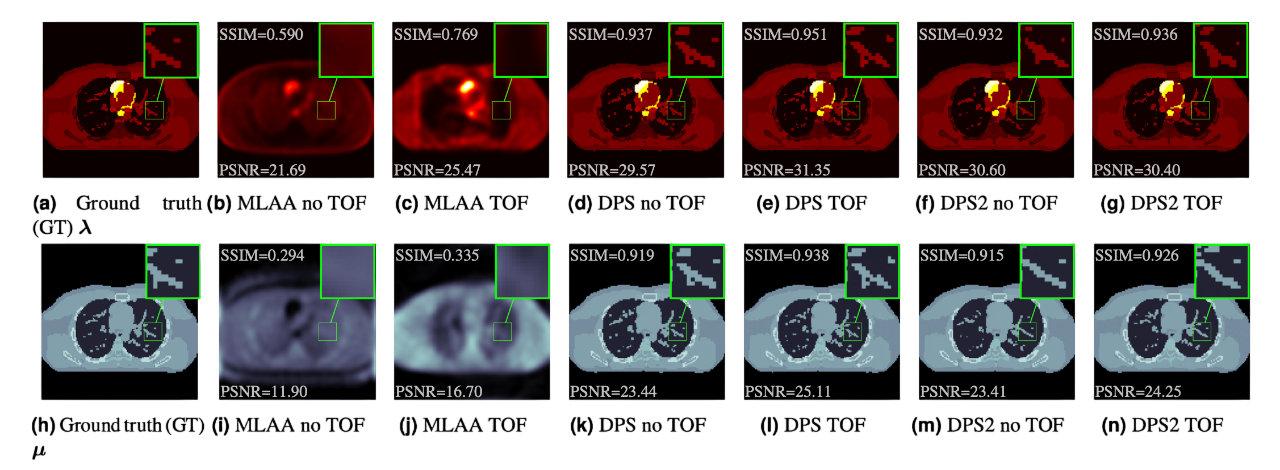 SSIM=0.590 SSIM=0.769 SSIM=0.937 SSIM=0.951 SSIM=0.932 SSIM=0.936
PSNR=21.69 PSNR=25.47 PSNR=29.57 PSNR=31.35 PSNR=30.60 PSNR=30.40
(a) Ground truth (GT) λ
(b) MLAA no TOF
(c) MLAA TOF
(d) DPS no TOF
(e) DPS TOF
(f) DPS2 no TOF
(g) DPS2 TOF
SSIM=0.294 SSIM=0.335 SSIM=0.919 SSIM=0.938 SSIM=0.915 SSIM=0.926
PSNR=11.90 PSNR=16.70 PSNR=23.44 PSNR=25.11 PSNR=23.41 PSNR=24.25
(h) Ground truth (GT) μ
(i) MLAA no TOF
(j) MLAA TOF
(k) DPS no TOF
(l) DPS TOF
(m) DPS2 no TOF
(n) DPS2 TOF